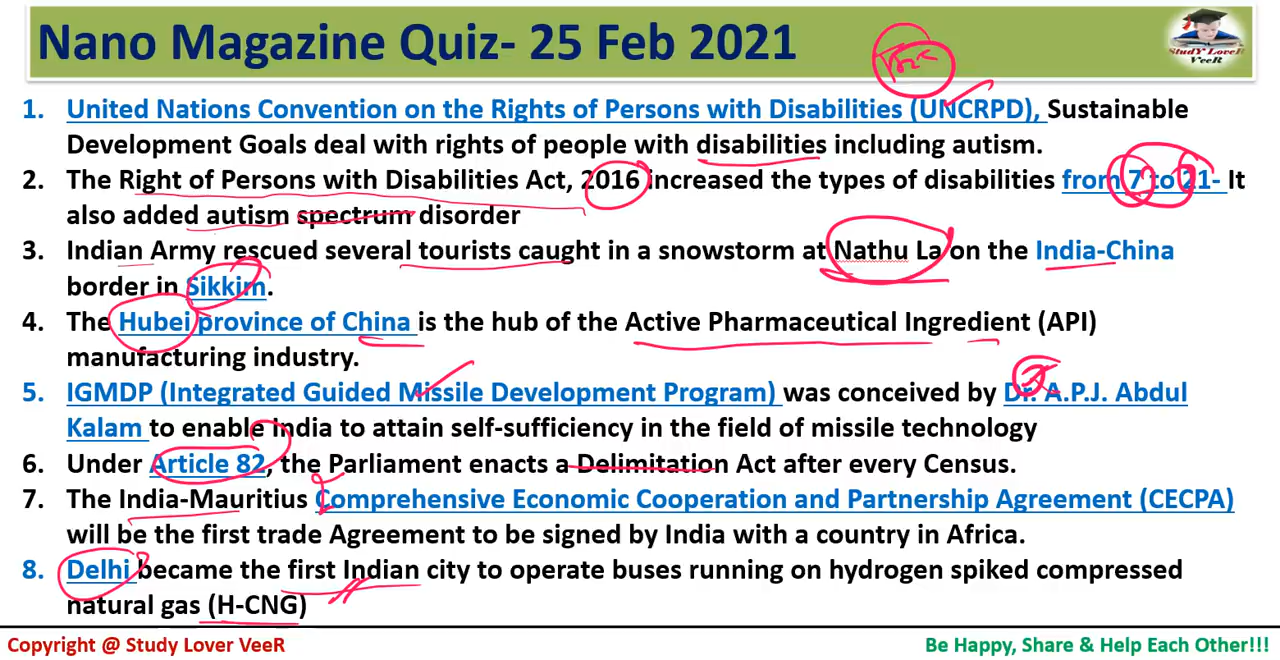 Nano Magazine Quiz- 25 Feb 2021
StudY LoveR
VeeR
1. United Nations Convention on the Rights of Persons with Disabilities (UNCRPD), Sustainable
Development Goals deal with rights of people with disabilities including autism.
2. The Right of Persons with Disabilities Act, 2016 increased the types of disabilities from 7 to 21- It
also added autism spectrum disorder
3. Indian Army rescued several tourists caught in a snowstorm at Nathu La on the India-China
border in Sikkim.
4. The Hubei province of China is the hub of the Active Pharmaceutical Ingredient (API)
manufacturing industry.
5. IGMDP (Integrated Guided Missile Development Program) was conceived by Dr. A.P.J. Abdul
Kalam to enable India to attain self-sufficiency in the field of missile technology
6. Under Article 82, the Parliament enacts a Delimitation Act after every Census.
7. The India-Mauritius Comprehensive Economic Cooperation and Partnership Agreement (CECPA)
will be the first trade Agreement to be signed by India with a country in Africa.
8. Delhi became the first Indian city to operate buses running on hydrogen spiked compressed
natural gas (H-CNG)
Copyright @ Study Lover VeeR
Be Happy, Share & Help Each Other!!!